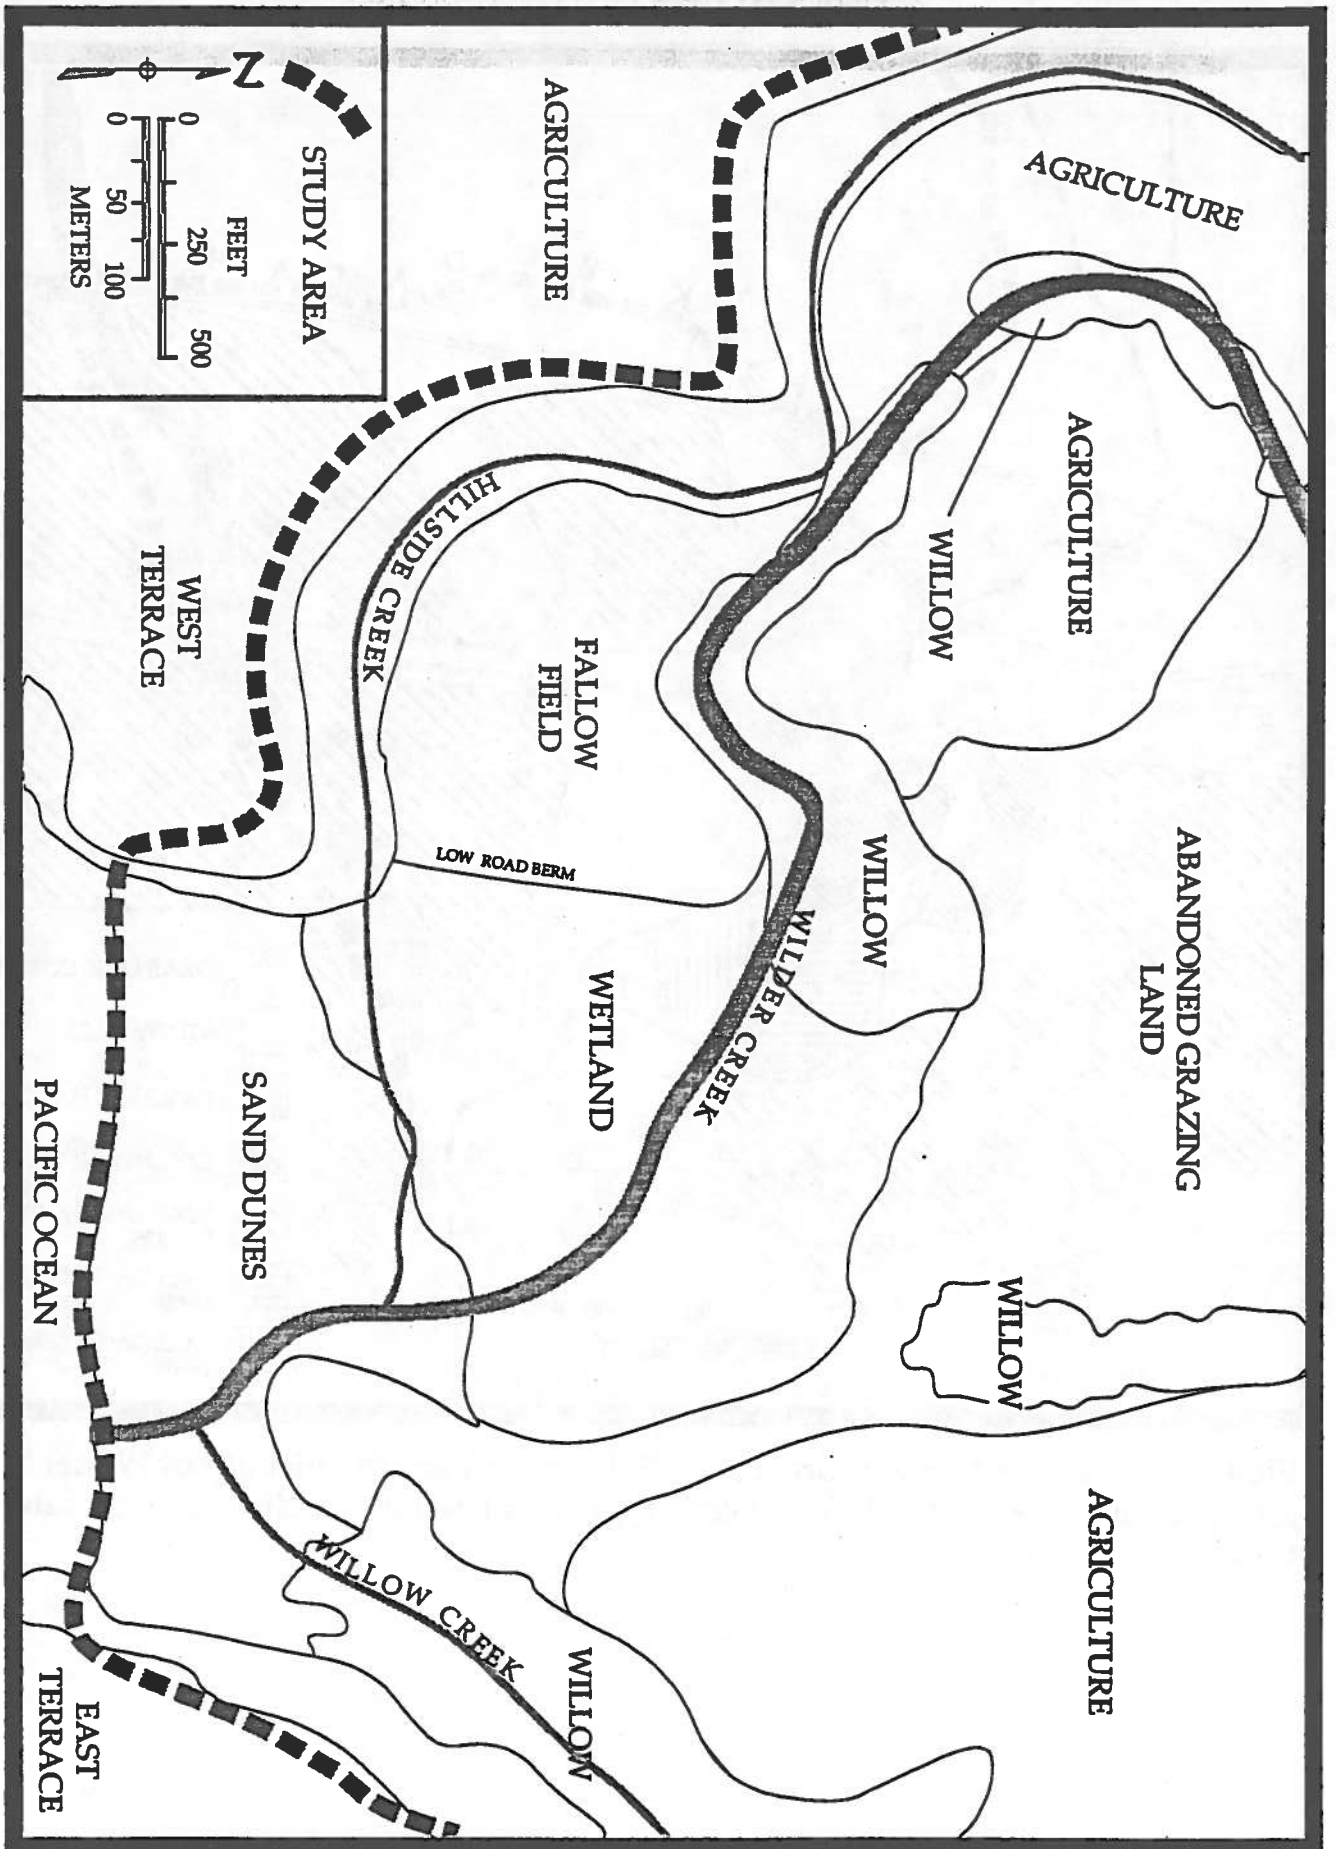 AGRICULTURE
AGRICULTURE
ABANDONED GRAZING
LAND
WILLOW
AGRICULTURE
WILLOW
WILLOW
WILDER CREEK
AGRICULTURE
FALLOW
FIELD
LOW ROAD BERM
WETLAND
WILLOW
HILLSIDE CREEK
WILLOW CREEK
STUDY AREA
FEET
0 250 500
0 50 100
METERS
N
WEST
TERRACE
SAND DUNES
PACIFIC OCEAN
EAST
TERRACE